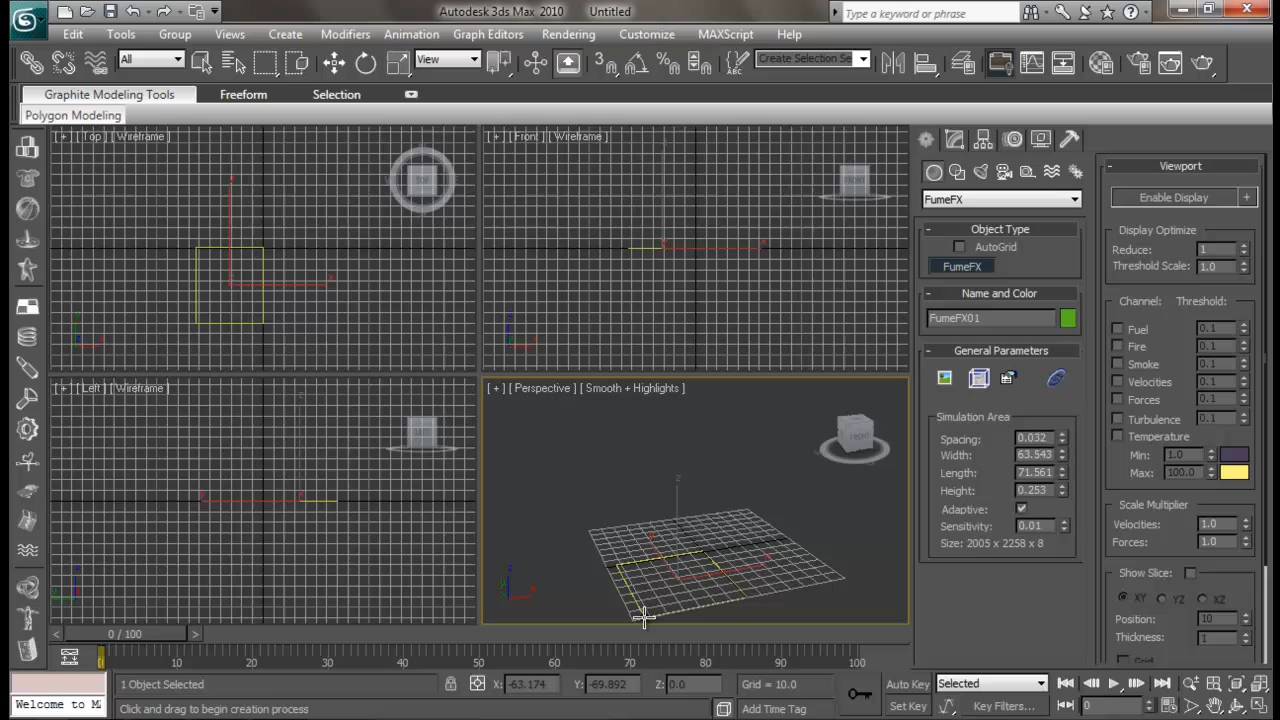 Autodesk 3ds Max 2010 Untitled
Type a keyword or phrase
Edit Tools Group Views Create Modifiers Animation Graph Editors Rendering Customize MAXScript Help
All View Create Selection Se
Graphite Modeling Tools Freeform Selection
Polygon Modeling
[ + ] [ Top ] [ Wireframe ]
TOP
[ + ] [ Front ] [ Wireframe ]
FRONT
[ + ] [ Left ] [ Wireframe ]
[ + ] [ Perspective ] [ Smooth + Highlights ]
FRONT
FumeFX
Object Type
AutoGrid
FumeFX
Name and Color
FumeFX01
General Parameters
Simulation Area
Spacing: 0.032
Width: 63.543
Length: 71.561
Height: 0.253
Adaptive:
Sensitivity: 0.01
Size: 2005 x 2258 x 8
Viewport
Enable Display +
Display Optimize
Reduce: 1
Threshold Scale: 1.0
Channel: Threshold:
Fuel 0.1
Fire 0.1
Smoke 0.1
Velocities 0.1
Forces 0.1
Turbulence 0.1
Temperature
Min: 1.0
Max: 100.0
Scale Multiplier
Velocities: 1.0
Forces: 1.0
Show Slice:
XY YZ XZ
Position: 10
Thickness: 1
Grid
< 0 / 100 >
10 20 30 40 50 60 70 80 90 100
1 Object Selected X: -63.174 Y: -69.892 Z: 0.0 Grid = 10.0 Auto Key Selected
Welcome to M
Click and drag to begin creation process Add Time Tag Set Key Key Filters... 0